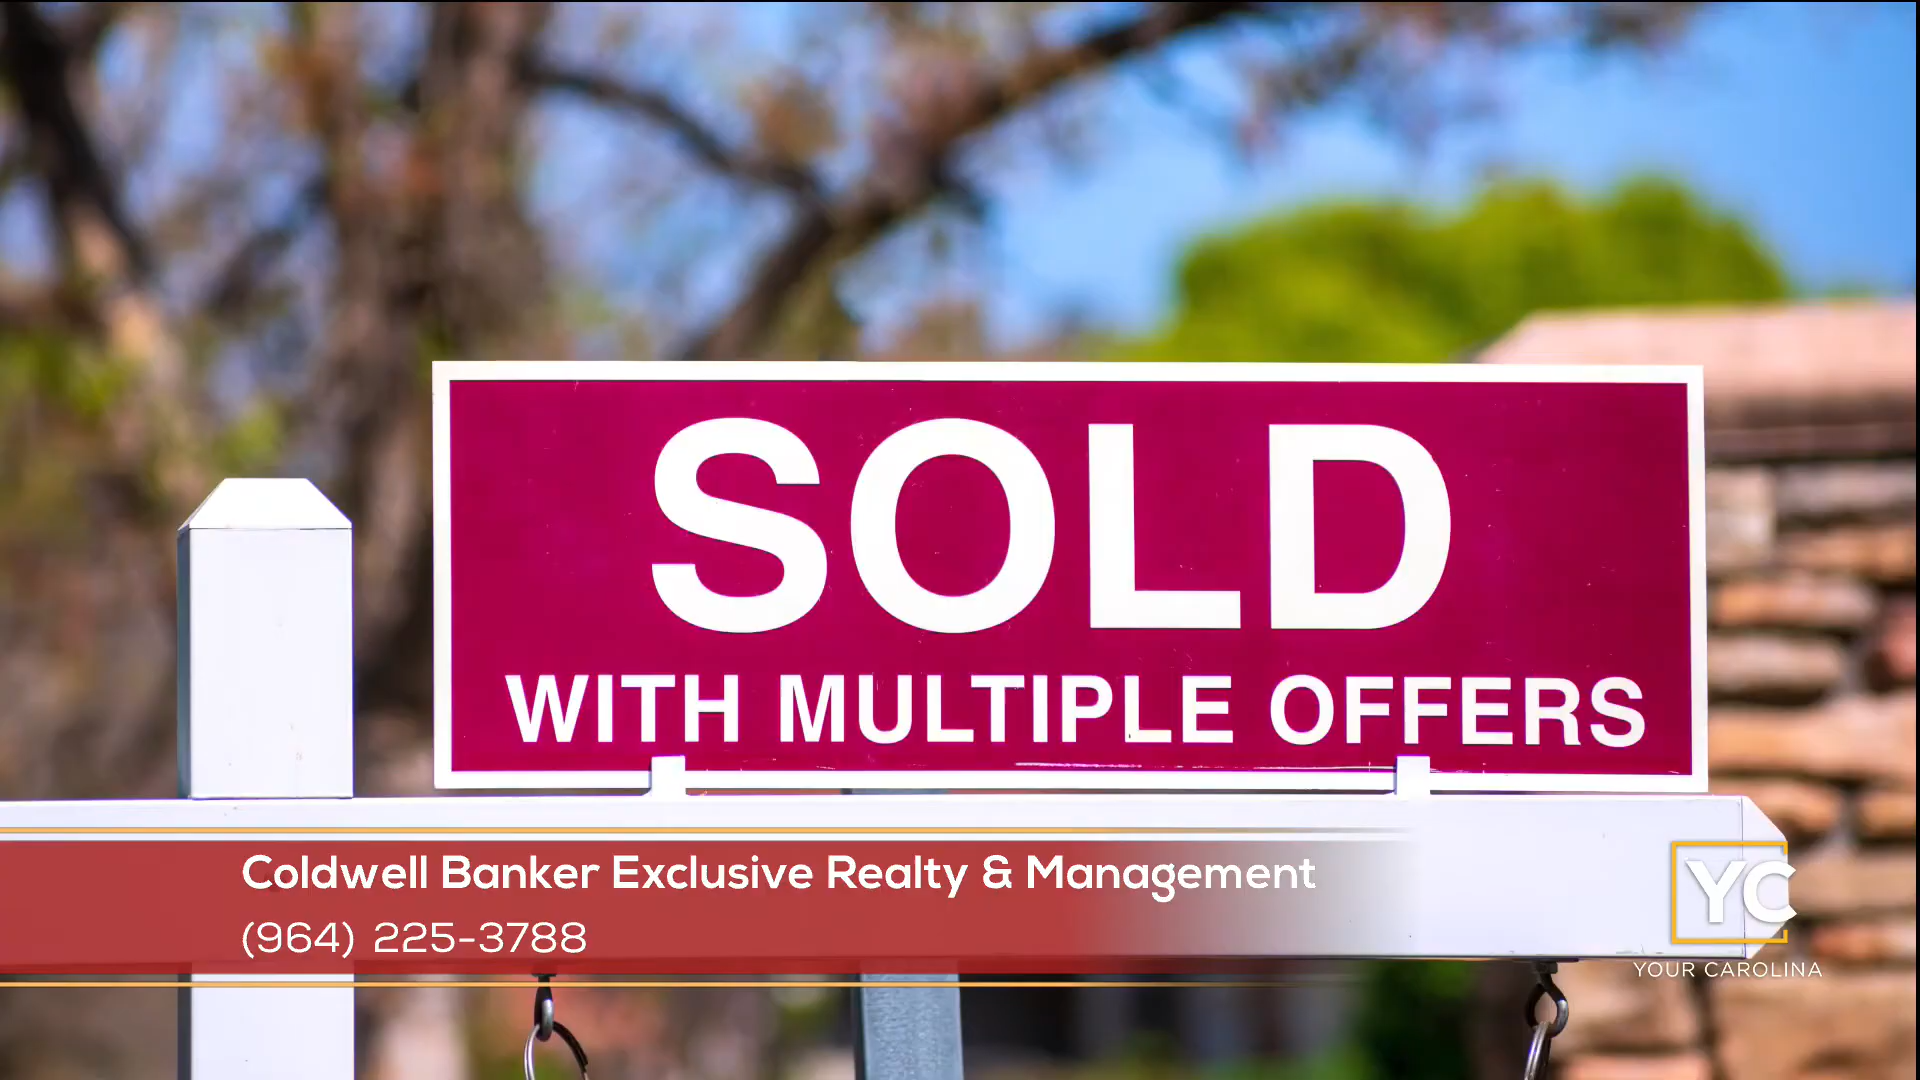 SOLD
WITH MULTIPLE OFFERS
Coldwell Banker Exclusive Realty & Management
(964) 225-3788
YC
YOUR CAROLINA